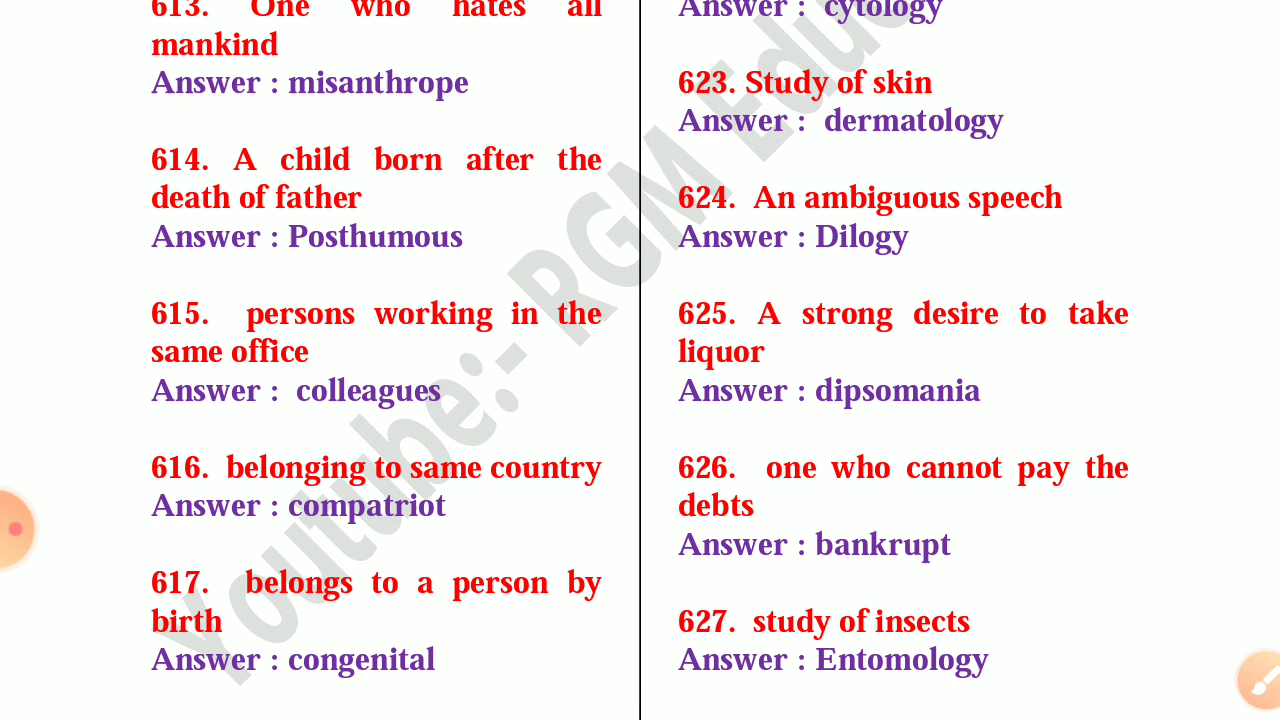 613. One who hates all
mankind
Answer : misanthrope
614. A child born after the
death of father
Answer : Posthumous
615. persons working in the
same office
Answer : colleagues
616. belonging to same country
Answer : compatriot
617. belongs to a person by
birth
Answer : congenital
Answer : cytology
623. Study of skin
Answer : dermatology
624. An ambiguous speech
Answer : Dilogy
625. A strong desire to take
liquor
Answer : dipsomania
626. one who cannot pay the
debts
Answer : bankrupt
627. study of insects
Answer : Entomology
Youtube:- RGM Educ